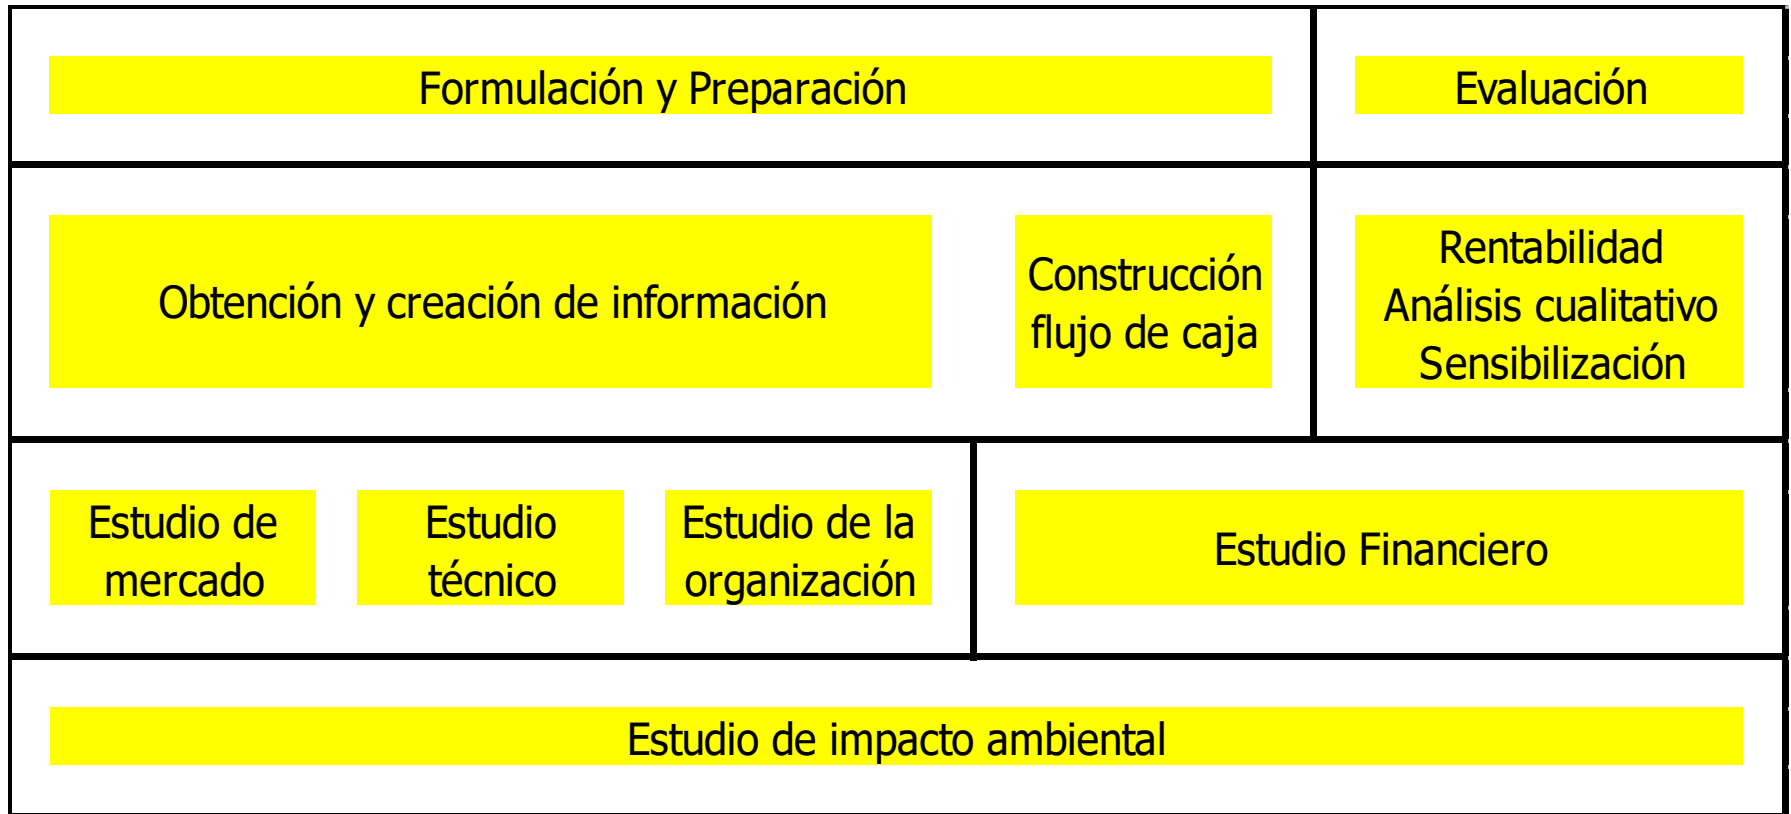 Formulación y Preparación
Evaluación
Obtención y creación de información
Construcción
flujo de caja
Rentabilidad
Análisis cualitativo
Sensibilización
Estudio de
mercado
Estudio
técnico
Estudio de la
organización
Estudio Financiero
Estudio de impacto ambiental